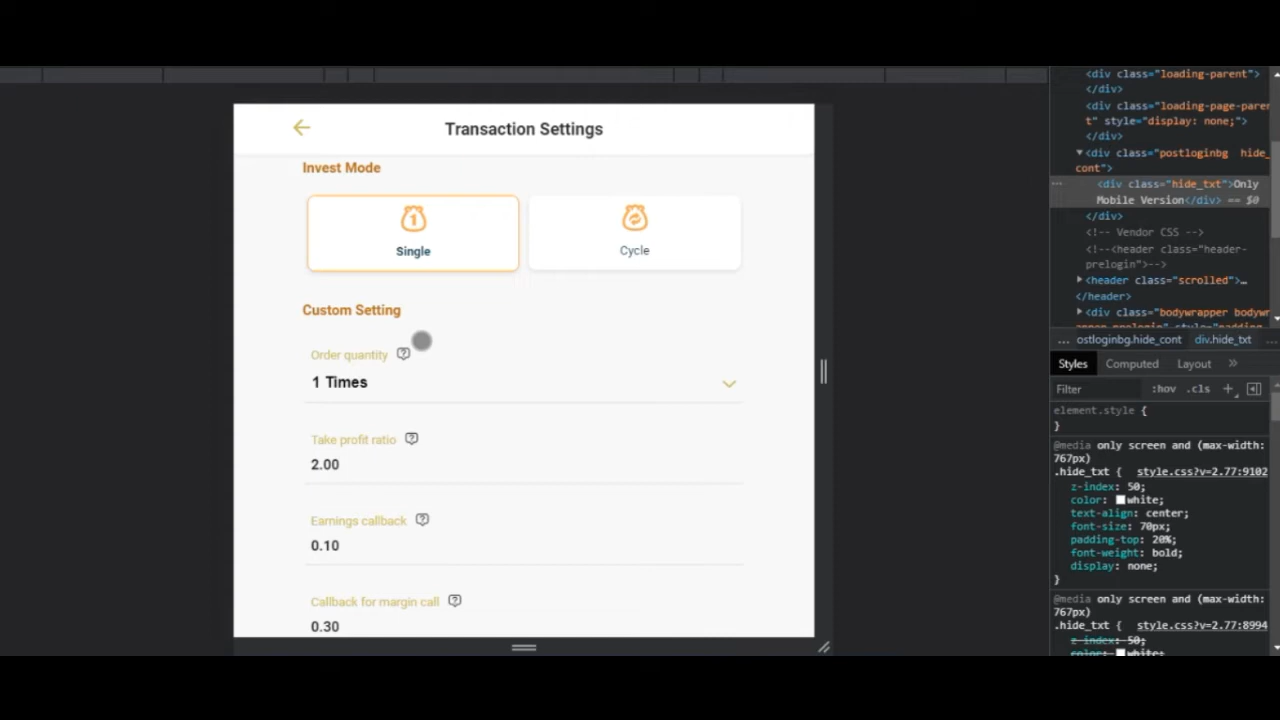 Transaction Settings
Invest Mode
Single
Cycle
Custom Setting
Order quantity
1 Times
Take profit ratio
2.00
Earnings callback
0.10
Callback for margin call
0.30
<div class="loading-parent">
</div>
<div class="loading-page-paren
t" style="display: none;">
</div>
<div class="postloginbg hide_
cont">
<div class="hide_txt">Only
Mobile Version</div> == $0
</div>
<!-- Vendor CSS -->
<!--<header class="header-
prelogin">-->
<header class="scrolled">…
</header>
<div class="bodywrapper bodywr
... ostloginbg.hide_cont div.hide_txt ...
Styles Computed Layout »
Filter :hov .cls +
element.style {
}
@media only screen and (max-width:
767px)
.hide_txt { style.css?v=2.77:9102
z-index: 50;
color: white;
text-align: center;
font-size: 70px;
padding-top: 20%;
font-weight: bold;
display: none;
}
@media only screen and (max-width:
767px)
.hide_txt { style.css?v=2.77:8994
z-index: 50;
color: white;